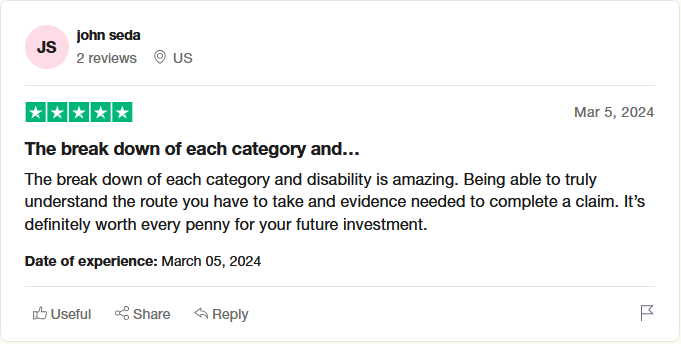 JS
john seda
2 reviews US
Mar 5, 2024
The break down of each category and…
The break down of each category and disability is amazing. Being able to truly
understand the route you have to take and evidence needed to complete a claim. It’s
definitely worth every penny for your future investment.
Date of experience: March 05, 2024
Useful Share Reply